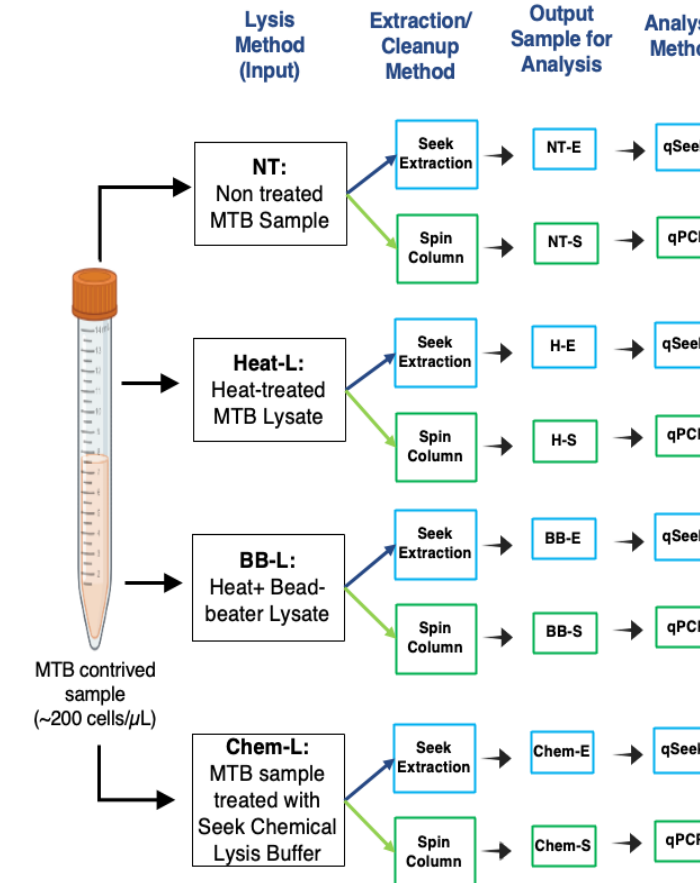 Lysis
Method
(Input)
Extraction/
Cleanup
Method
Output
Sample for
Analysis
NT:
Non treated
MTB Sample
Seek
Extraction
NT-E
Spin
Column
NT-S
Heat-L:
Heat-treated
MTB Lysate
Seek
Extraction
H-E
Spin
Column
H-S
BB-L:
Heat+ Bead-
beater Lysate
Seek
Extraction
BB-E
Spin
Column
BB-S
MTB contrived
sample
(~200 cells/µL)
Chem-L:
MTB sample
treated with
Seek Chemical
Lysis Buffer
Seek
Extraction
Chem-E
Spin
Column
Chem-S